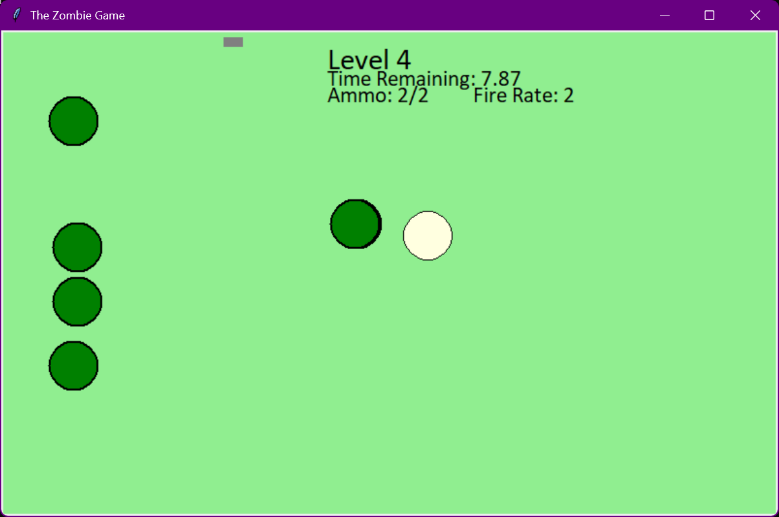 The Zombie Game
Level 4
Time Remaining: 7.87
Ammo: 2/2 Fire Rate: 2